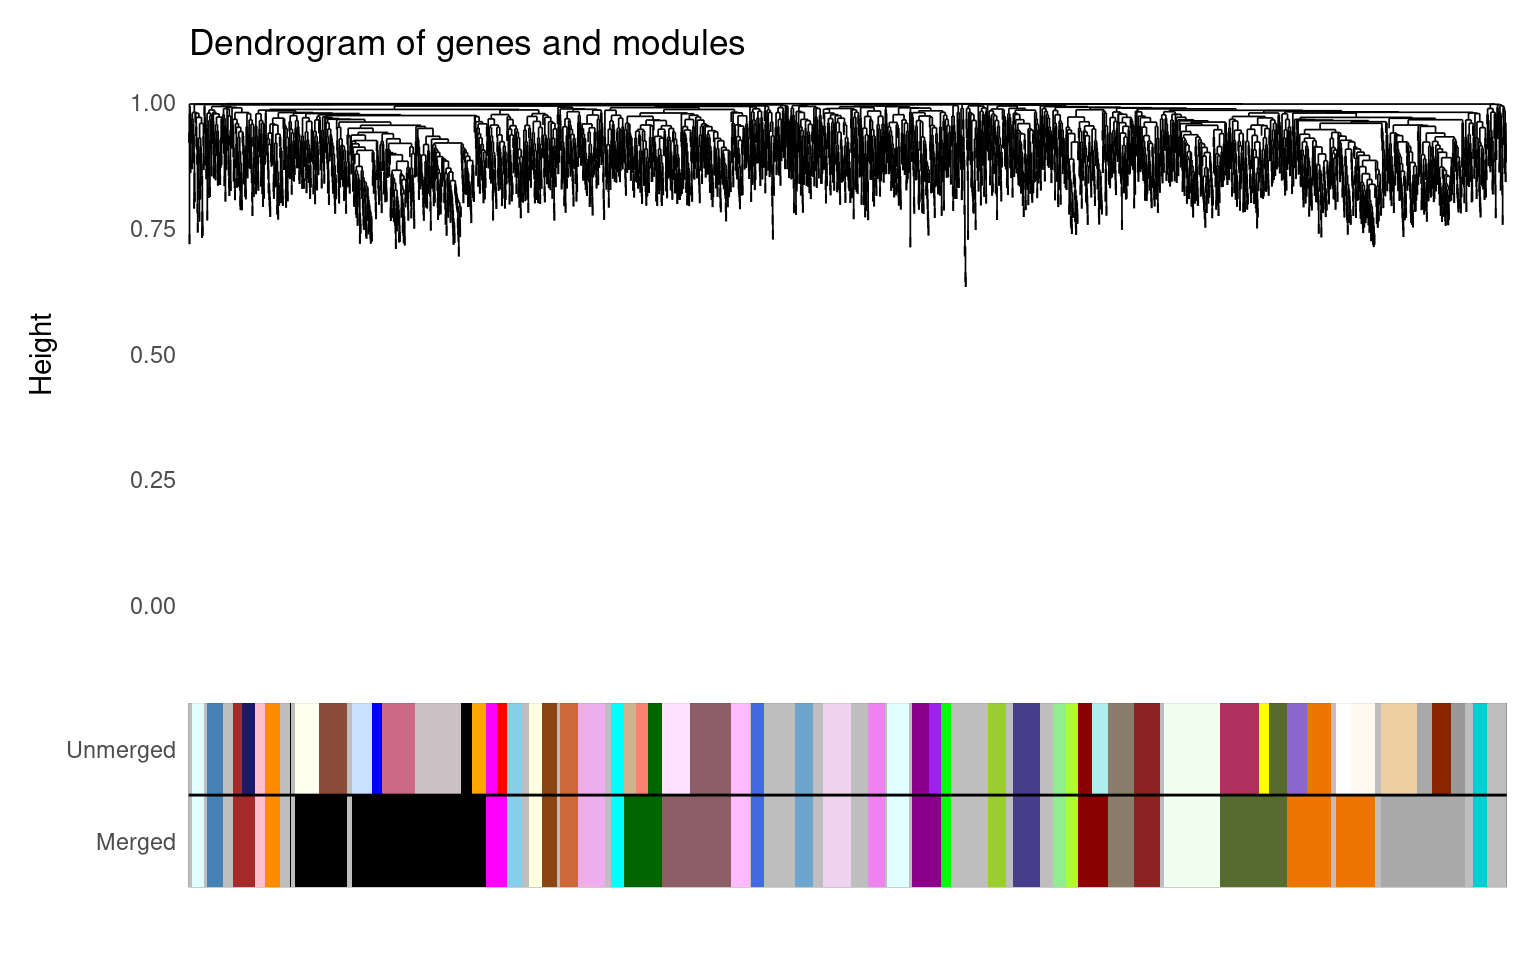 Dendrogram of genes and modules
1.00
0.75
0.50
0.25
0.00
Height
Unmerged
Merged